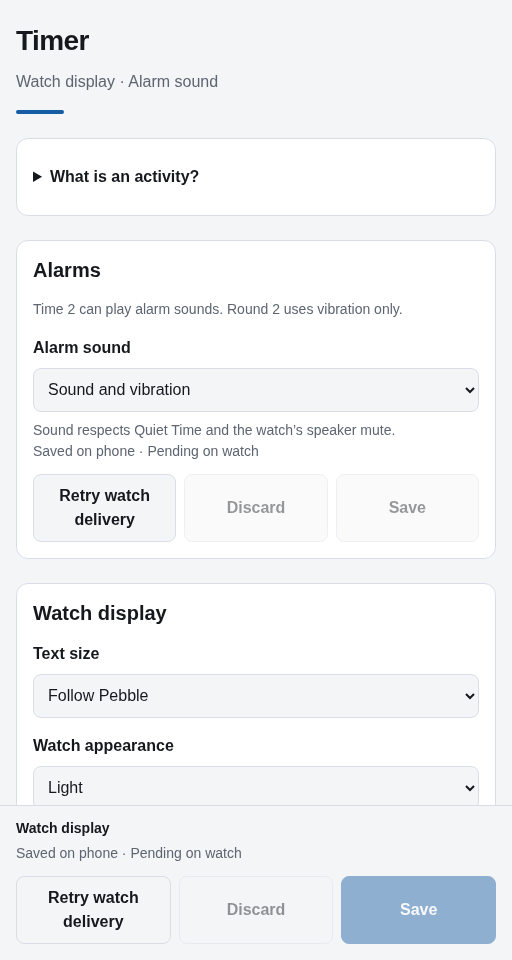 Timer
Watch display · Alarm sound
What is an activity?
Alarms
Time 2 can play alarm sounds. Round 2 uses vibration only.
Alarm sound
Sound and vibration
Sound respects Quiet Time and the watch’s speaker mute.
Saved on phone · Pending on watch
Retry watch
delivery
Discard
Save
Watch display
Text size
Follow Pebble
Watch appearance
Light
Watch display
Saved on phone · Pending on watch
Retry watch
delivery
Discard
Save